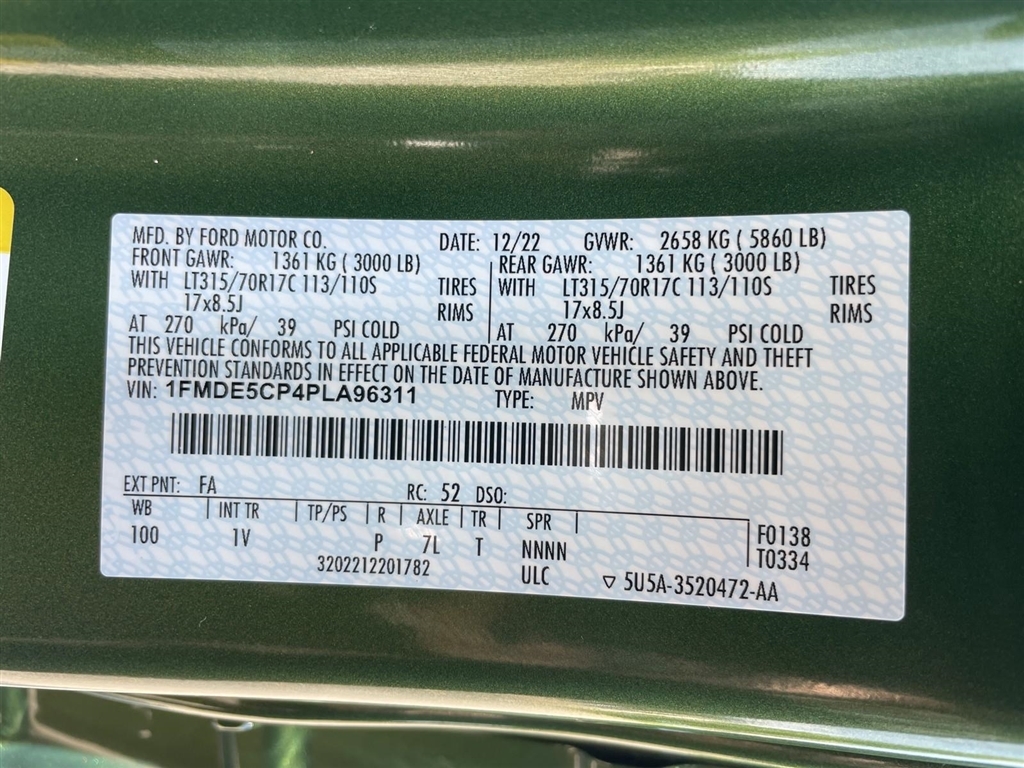 MFD. BY FORD MOTOR CO. DATE: 12/22 GVWR: 2658 KG ( 5860 LB)
FRONT GAWR: 1361 KG ( 3000 LB) REAR GAWR: 1361 KG ( 3000 LB)
WITH LT315/70R17C 113/110S TIRES WITH LT315/70R17C 113/110S TIRES
17x8.5J RIMS 17x8.5J RIMS
AT 270 kPa/ 39 PSI COLD AT 270 kPa/ 39 PSI COLD
THIS VEHICLE CONFORMS TO ALL APPLICABLE FEDERAL MOTOR VEHICLE SAFETY AND THEFT
PREVENTION STANDARDS IN EFFECT ON THE DATE OF MANUFACTURE SHOWN ABOVE.
VIN: 1FMDE5CP4PLA96311 TYPE: MPV
EXT PNT: FA RC: 52 DSO:
WB INT TR TP/PS R AXLE TR SPR F0138
100 1V P 7L T NNNN T0334
3202212201782 ULC ▽ 5U5A-3520472-AA